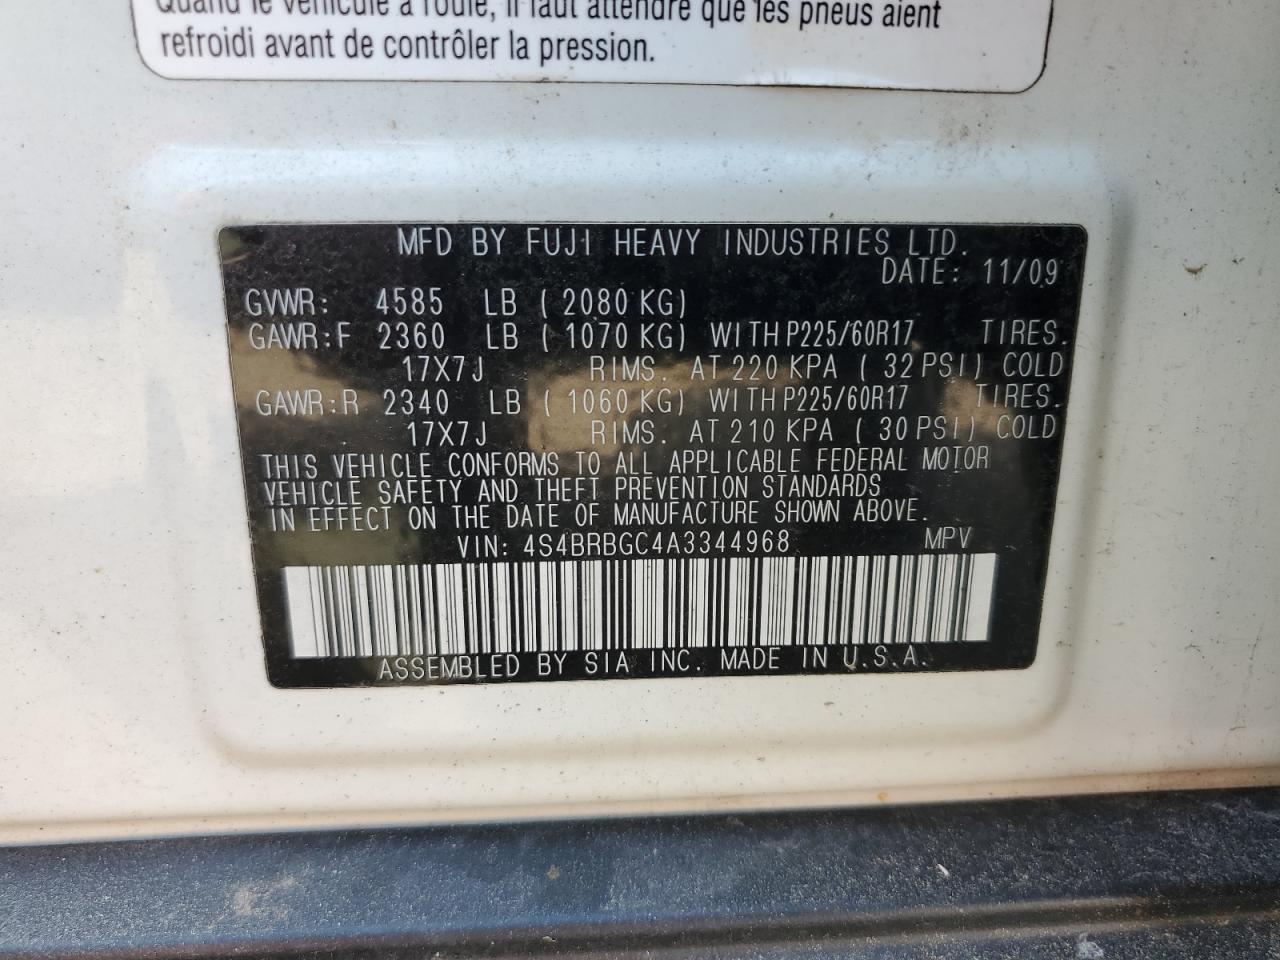 Quand le véhicule a roulé, il faut attendre que les pneus aient
refroidi avant de contrôler la pression.
MFD BY FUJI HEAVY INDUSTRIES LTD.
DATE: 11/09
GVWR: 4585 LB (2080 KG)
GAWR:F 2360 LB (1070 KG) WITH P225/60R17 TIRES.
17X7J RIMS. AT 220 KPA (32 PSI) COLD
GAWR:R 2340 LB (1060 KG) WITH P225/60R17 TIRES.
17X7J RIMS. AT 210 KPA (30 PSI) COLD
THIS VEHICLE CONFORMS TO ALL APPLICABLE FEDERAL MOTOR
VEHICLE SAFETY AND THEFT PREVENTION STANDARDS
IN EFFECT ON THE DATE OF MANUFACTURE SHOWN ABOVE.
VIN: 4S4BRBGC4A3344968 MPV
ASSEMBLED BY SIA INC. MADE IN U.S.A.